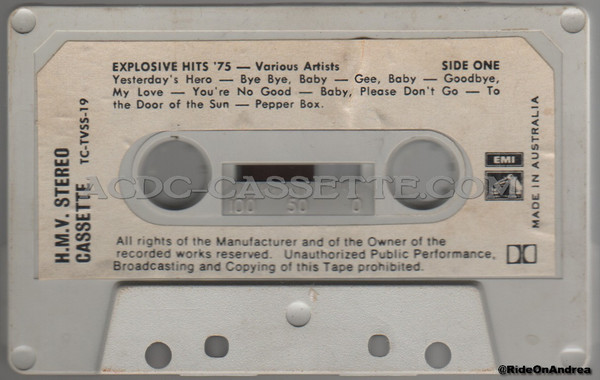 EXPLOSIVE HITS '75 — Various Artists SIDE ONE
Yesterday's Hero — Bye Bye, Baby — Gee, Baby — Goodbye,
My Love — You're No Good — Baby, Please Don't Go — To
the Door of the Sun — Pepper Box.
H.M.V. STEREO
CASSETTE TC-TVSS-19
EMI
MADE IN AUSTRALIA
ACDC-CASSETTE.COM
100 50 0
All rights of the Manufacturer and of the Owner of the
recorded works reserved. Unauthorized Public Performance,
Broadcasting and Copying of this Tape prohibited.
@RideOnAndrea